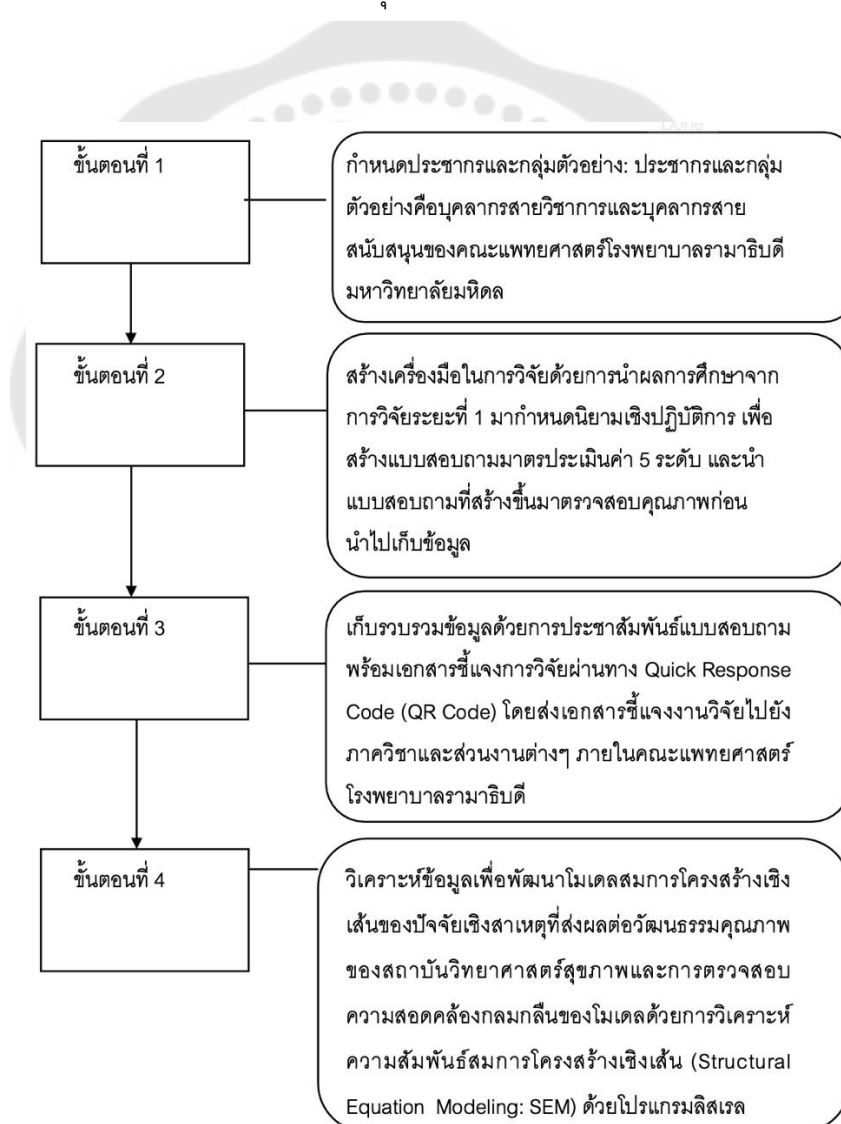 ขั้นตอนที่ 1
กำหนดประชากรและกลุ่มตัวอย่าง: ประชากรและกลุ่ม
ตัวอย่างคือบุคลากรสายวิชาการและบุคลากรสาย
สนับสนุนของคณะแพทยศาสตร์โรงพยาบาลรามาธิบดี
มหาวิทยาลัยมหิดล
ขั้นตอนที่ 2
สร้างเครื่องมือในการวิจัยด้วยการนำผลการศึกษาจาก
การวิจัยระยะที่ 1 มากำหนดนิยามเชิงปฏิบัติการ เพื่อ
สร้างแบบสอบถามมาตรประเมินค่า 5 ระดับ และนำ
แบบสอบถามที่สร้างขึ้นมาตรวจสอบคุณภาพก่อน
นำไปเก็บข้อมูล
ขั้นตอนที่ 3
เก็บรวบรวมข้อมูลด้วยการประชาสัมพันธ์แบบสอบถาม
พร้อมเอกสารชี้แจงการวิจัยผ่านทาง Quick Response
Code (QR Code) โดยส่งเอกสารชี้แจงงานวิจัยไปยัง
ภาควิชาและส่วนงานต่างๆ ภายในคณะแพทยศาสตร์
โรงพยาบาลรามาธิบดี
ขั้นตอนที่ 4
วิเคราะห์ข้อมูลเพื่อพัฒนาโมเดลสมการโครงสร้างเชิง
เส้นของปัจจัยเชิงสาเหตุที่ส่งผลต่อวัฒนธรรมคุณภาพ
ของสถาบันวิทยาศาสตร์สุขภาพและการตรวจสอบ
ความสอดคล้องกลมกลืนของโมเดลด้วยการวิเคราะห์
ความสัมพันธ์สมการโครงสร้างเชิงเส้น (Structural
Equation Modeling: SEM) ด้วยโปรแกรมลิสเรล